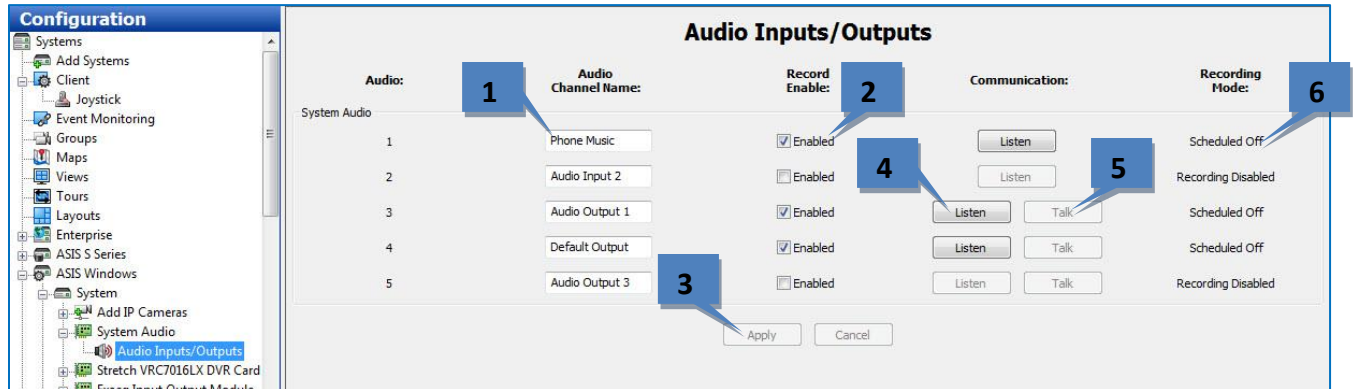 Configuration
Systems
Add Systems
Client
Joystick
Event Monitoring
Groups
Maps
Views
Tours
Layouts
Enterprise
ASIS S Series
ASIS Windows
System
Add IP Cameras
System Audio
Audio Inputs/Outputs
Stretch VRC7016LX DVR Card
Exacq Input Output Module
Audio Inputs/Outputs
Audio: Audio Channel Name: Record Enable: Communication: Recording Mode:
1 2 6
System Audio
1 Phone Music Enabled Listen Scheduled Off
4 5
2 Audio Input 2 Enabled Listen Recording Disabled
3 Audio Output 1 Enabled Listen Talk Scheduled Off
4 Default Output Enabled Listen Talk Scheduled Off
3
5 Audio Output 3 Enabled Listen Talk Recording Disabled
Apply Cancel